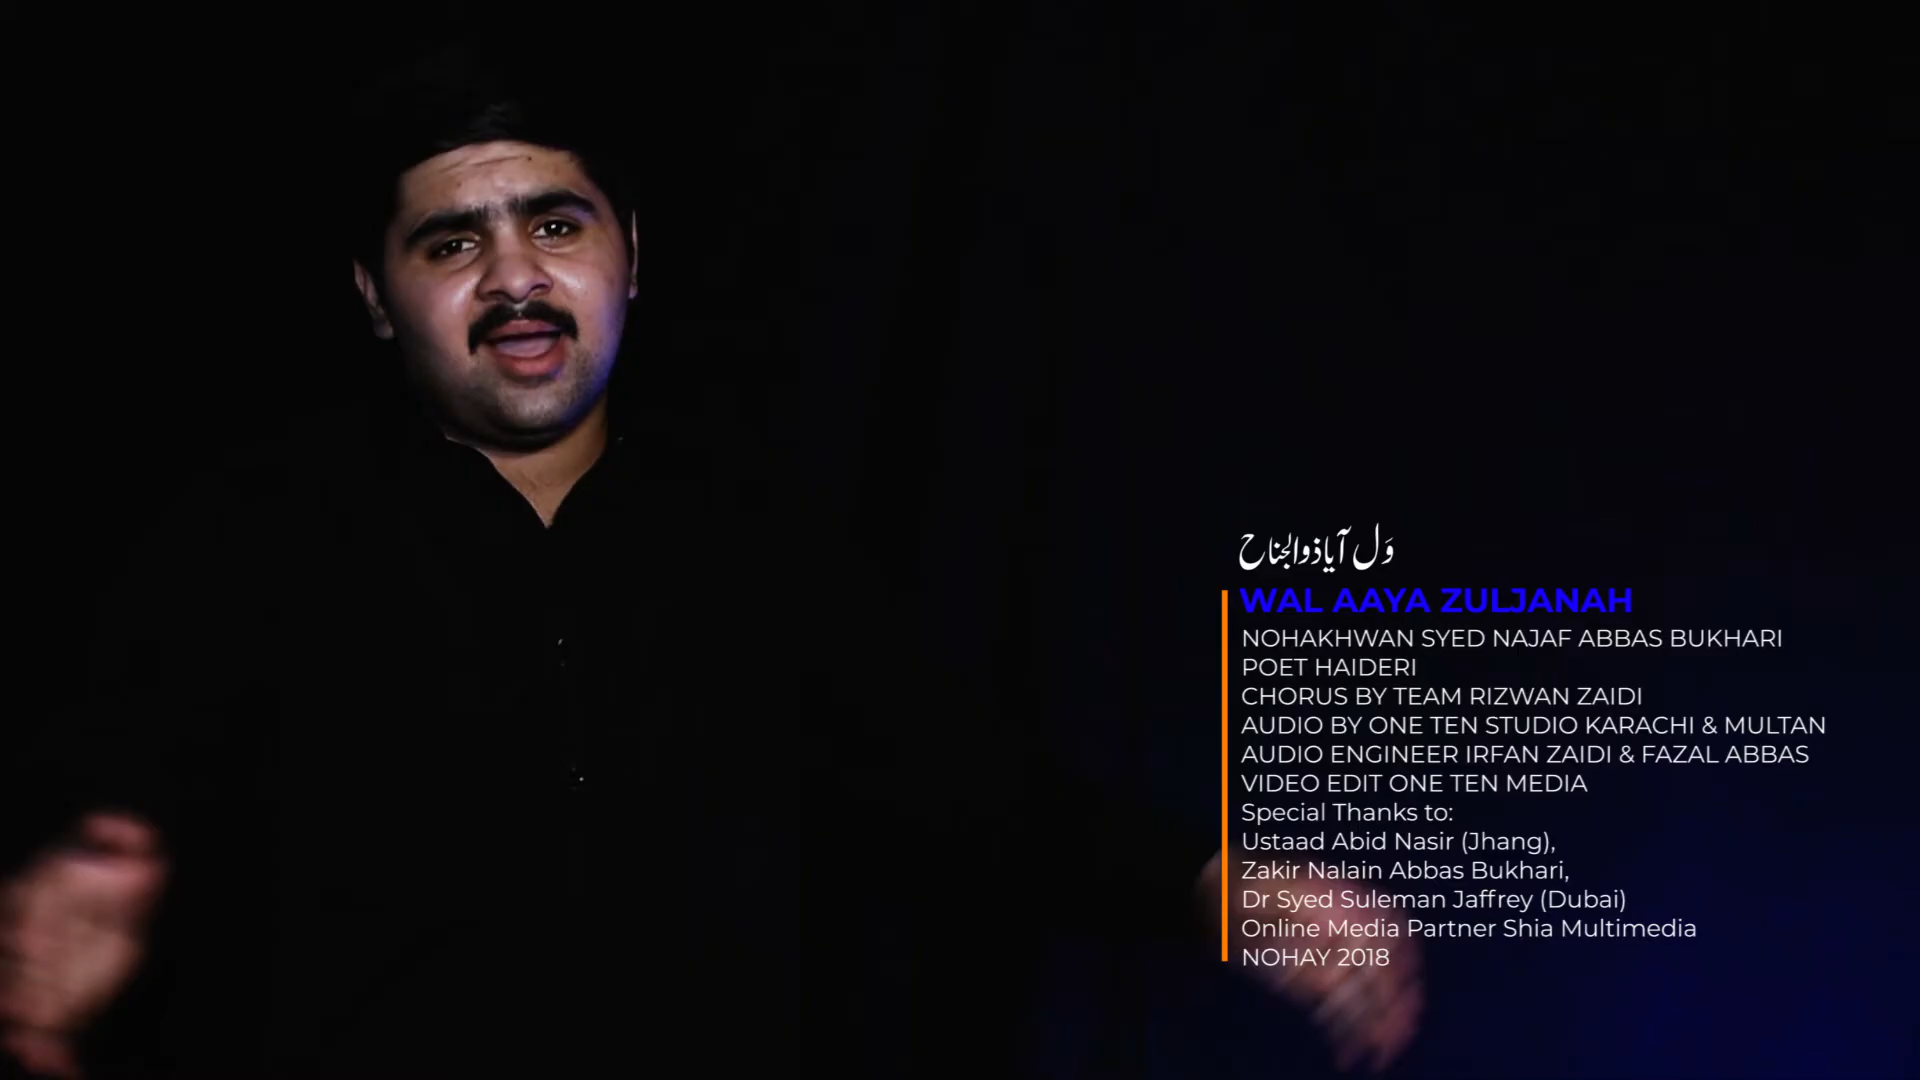 وَل آیا ذوالجناح
WAL AAYA ZULJANAH
NOHAKHWAN SYED NAJAF ABBAS BUKHARI
POET HAIDERI
CHORUS BY TEAM RIZWAN ZAIDI
AUDIO BY ONE TEN STUDIO KARACHI & MULTAN
AUDIO ENGINEER IRFAN ZAIDI & FAZAL ABBAS
VIDEO EDIT ONE TEN MEDIA
Special Thanks to:
Ustaad Abid Nasir (Jhang),
Zakir Nalain Abbas Bukhari,
Dr Syed Suleman Jaffrey (Dubai)
Online Media Partner Shia Multimedia
NOHAY 2018